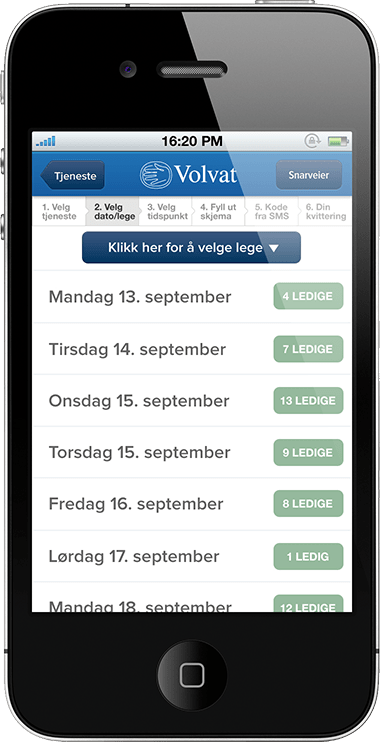 16:20 PM
Tjeneste
Volvat
Snarveier
1. Velg
tjeneste
2. Velg
dato/lege
3. Velg
tidspunkt
4. Fyll ut
skjema
5. Kode
fra SMS
6. Din
kvittering
Klikk her for å velge lege
Mandag 13. september 4 LEDIGE
Tirsdag 14. september 7 LEDIGE
Onsdag 15. september 13 LEDIGE
Torsdag 15. september 9 LEDIGE
Fredag 16. september 8 LEDIGE
Lørdag 17. september 1 LEDIG
Mandag 18. september 12 LEDIGE